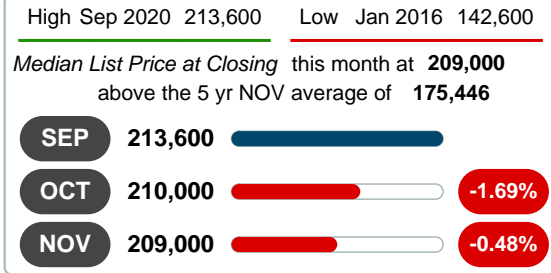 High Sep 2020 213,600 Low Jan 2016 142,600
Median List Price at Closing this month at 209,000
above the 5 yr NOV average of 175,446
SEP 213,600
OCT 210,000 -1.69%
NOV 209,000 -0.48%